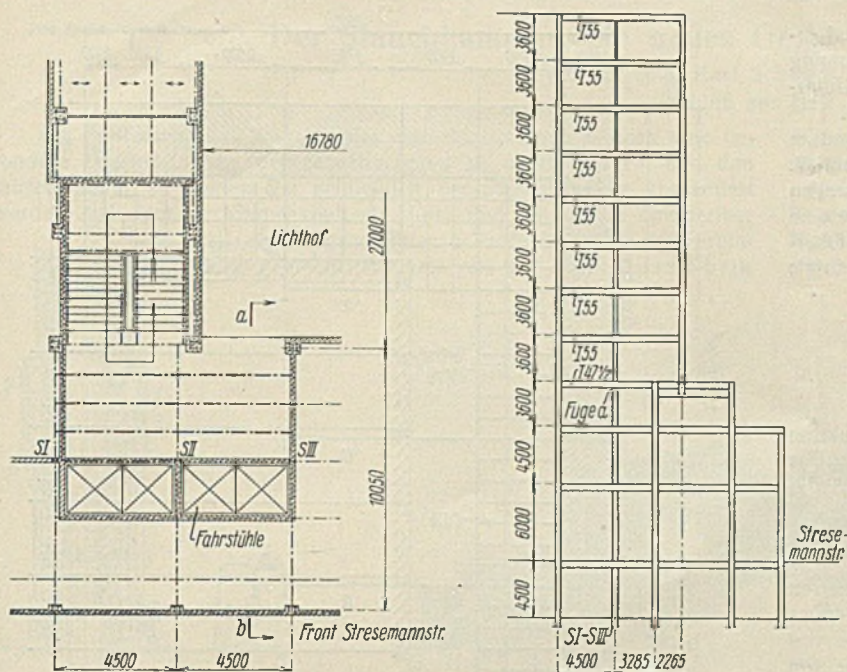 16780
Lichthof
27000
a
SI
SII
SIII
10050
Fahrstühle
b
Front Stresemannstr.
4500
4500
3600
I55
3600
I55
3600
I55
3600
I55
3600
I55
3600
I55
3600
I55
3600
I55
I47½
3600
Fuge a
4500
6000
Strese-
mannstr.
4500
SI-SIII
4500
3285
2265